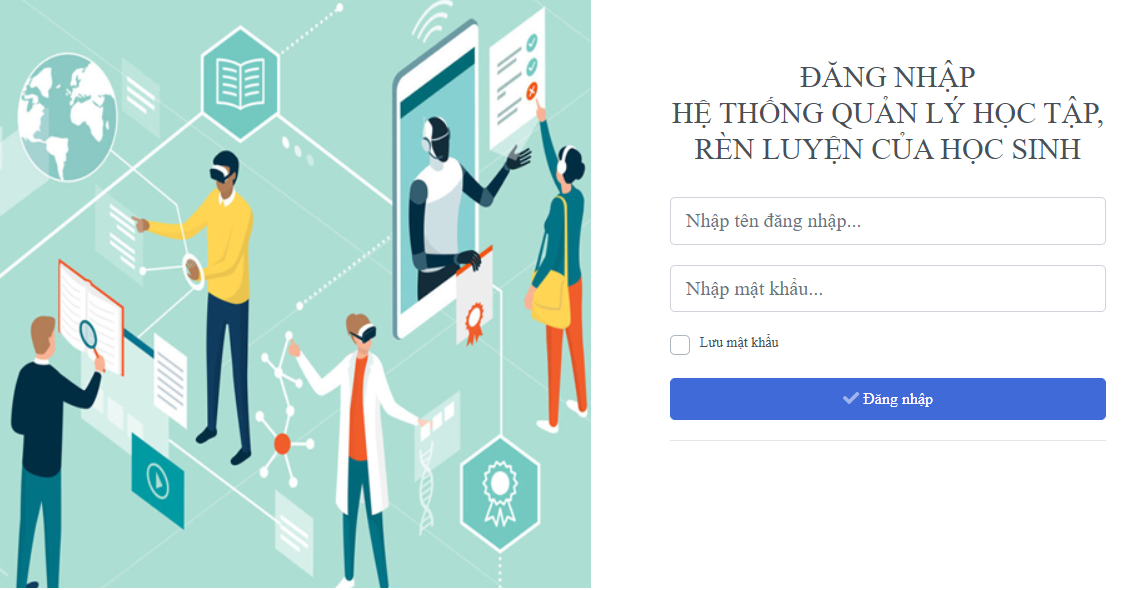 ĐĂNG NHẬP
HỆ THỐNG QUẢN LÝ HỌC TẬP,
RÈN LUYỆN CỦA HỌC SINH
Nhập tên đăng nhập...
Nhập mật khẩu...
Lưu mật khẩu
Đăng nhập